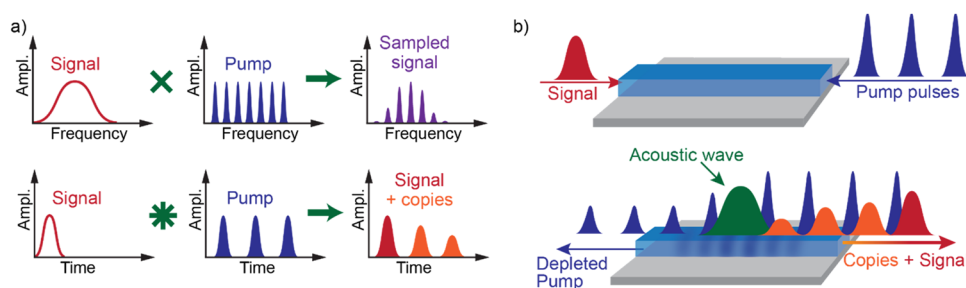 a)
Ampl.
Signal
Frequency
Ampl.
Pump
Frequency
Ampl.
Sampled
signal
Frequency
Ampl.
Signal
Time
Ampl.
Pump
Time
Ampl.
Signal
+ copies
Time
b)
Signal
Pump pulses
Acoustic wave
Depleted
Pump
Copies + Signa